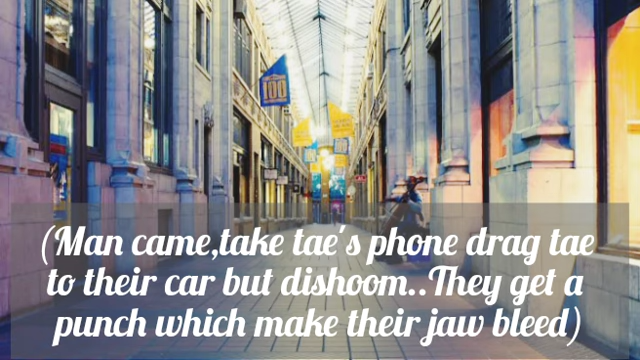 100
(Man came,take tae's phone drag tae
to their car but dishoom..They get a
punch which make their jaw bleed)